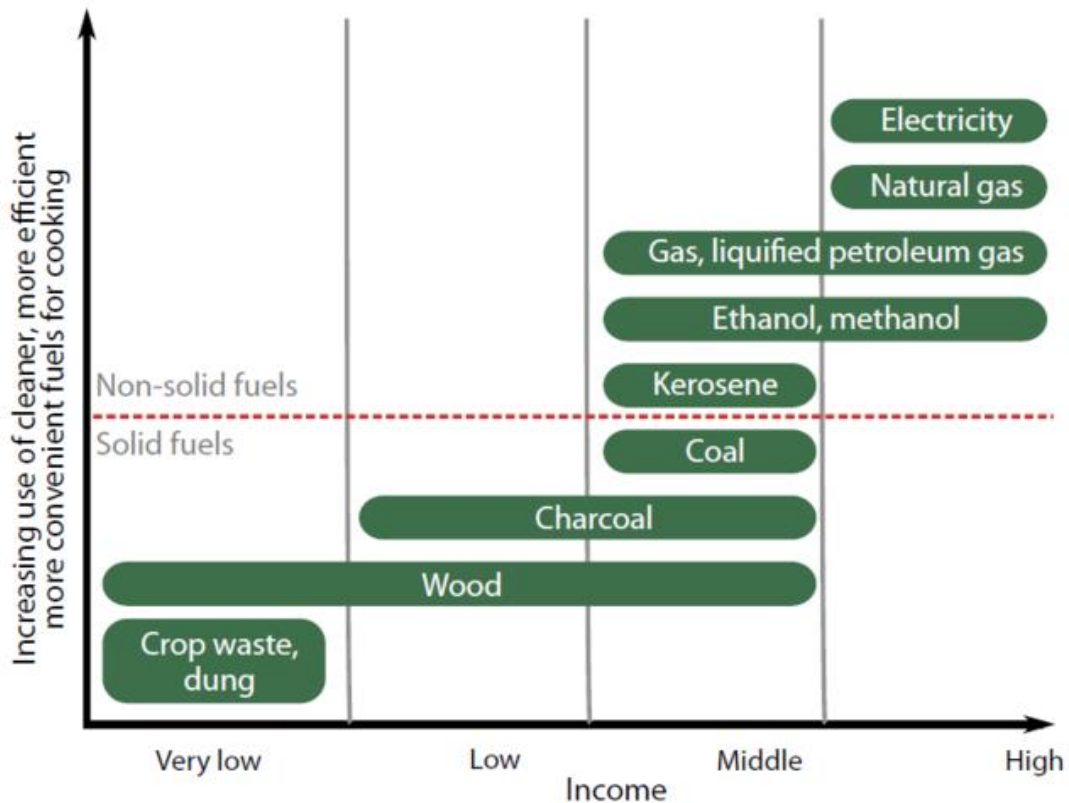 Increasing use of cleaner, more efficient
more convenient fuels for cooking
Electricity
Natural gas
Gas, liquified petroleum gas
Ethanol, methanol
Non-solid fuels
Kerosene
Solid fuels
Coal
Charcoal
Wood
Crop waste,
dung
Very low
Low
Middle
High
Income